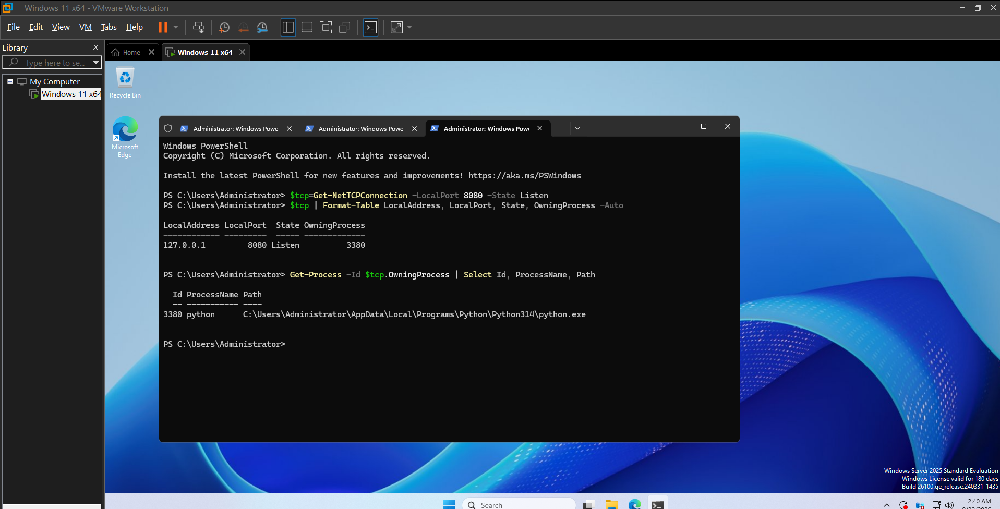 Windows 11 x64 - VMware Workstation
File Edit View VM Tabs Help
Library
Home
Windows 11 x64
Type here to se...
My Computer
Windows 11 x64
Recycle Bin
Microsoft
Edge
Administrator: Windows Power
Administrator: Windows Power
Administrator: Windows Powe
Windows PowerShell
Copyright (C) Microsoft Corporation. All rights reserved.
Install the latest PowerShell for new features and improvements! https://aka.ms/PSWindows
PS C:\Users\Administrator> $tcp=Get-NetTCPConnection -LocalPort 8080 -State Listen
PS C:\Users\Administrator> $tcp | Format-Table LocalAddress, LocalPort, State, OwningProcess -Auto
LocalAddress LocalPort  State OwningProcess
------------ ---------  ----- -------------
127.0.0.1         8080 Listen          3380
PS C:\Users\Administrator> Get-Process -Id $tcp.OwningProcess | Select Id, ProcessName, Path
  Id ProcessName Path
  -- ----------- ----
3380 python      C:\Users\Administrator\AppData\Local\Programs\Python\Python314\python.exe
PS C:\Users\Administrator>
Windows Server 2025 Standard Evaluation
Windows License valid for 180 days
Build 26100.ge_release.240331-1435
Search
2:40 AM